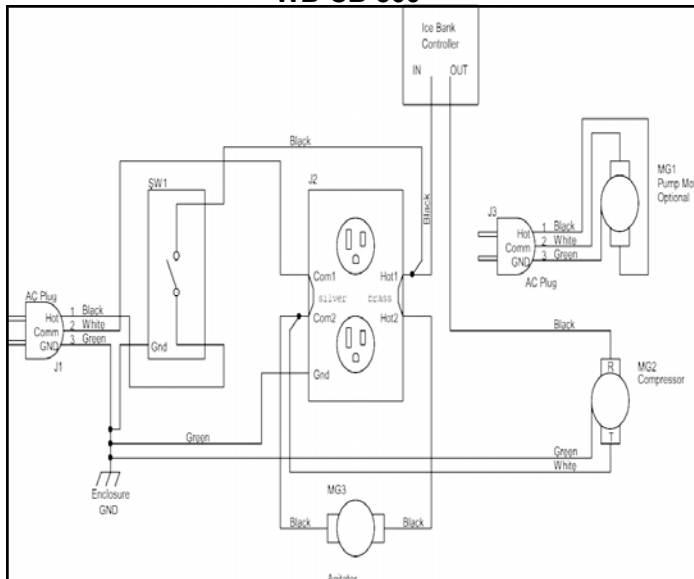 Ice Bank
Controller
IN OUT
Black
SW1
J2
Black
MG1
Pump Mot
Optional
J3
Hot 1 Black
Comm 2 White
GND 3 Green
AC Plug
Com1 Hot1
silver brass
Com2 Hot2
AC Plug
Hot 1 Black
Comm 2 White
GND 3 Green
J1
Gnd
Gnd
Black
R
MG2
Compressor
T
Green
Green
White
Enclosure
GND
MG3
Black Black